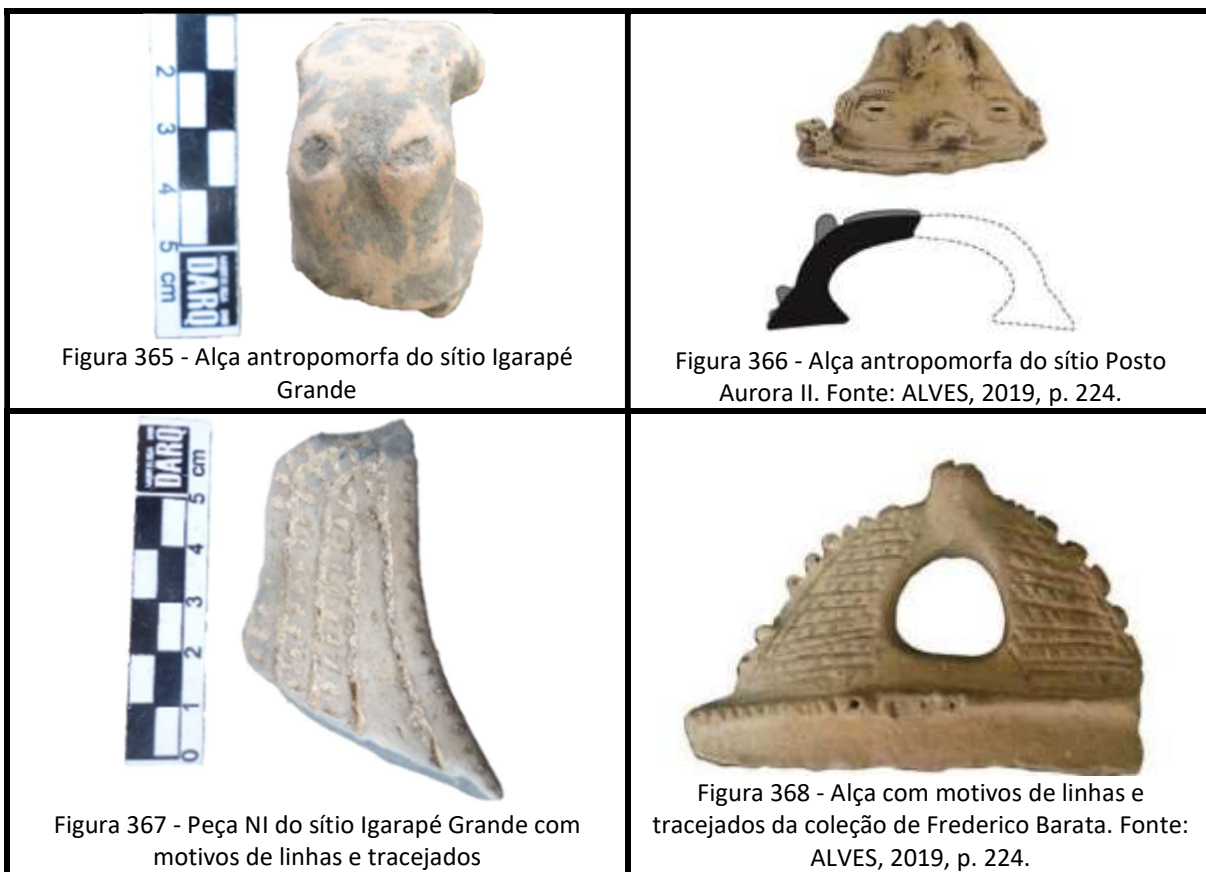 2
3
4
5 cm
DARQ
Figura 365 - Alça antropomorfa do sítio Igarapé
Grande
Figura 366 - Alça antropomorfa do sítio Posto
Aurora II. Fonte: ALVES, 2019, p. 224.
DARQ
5 cm
4
3
2
1
0
Figura 367 - Peça NI do sítio Igarapé Grande com
motivos de linhas e tracejados
Figura 368 - Alça com motivos de linhas e
tracejados da coleção de Frederico Barata. Fonte:
ALVES, 2019, p. 224.